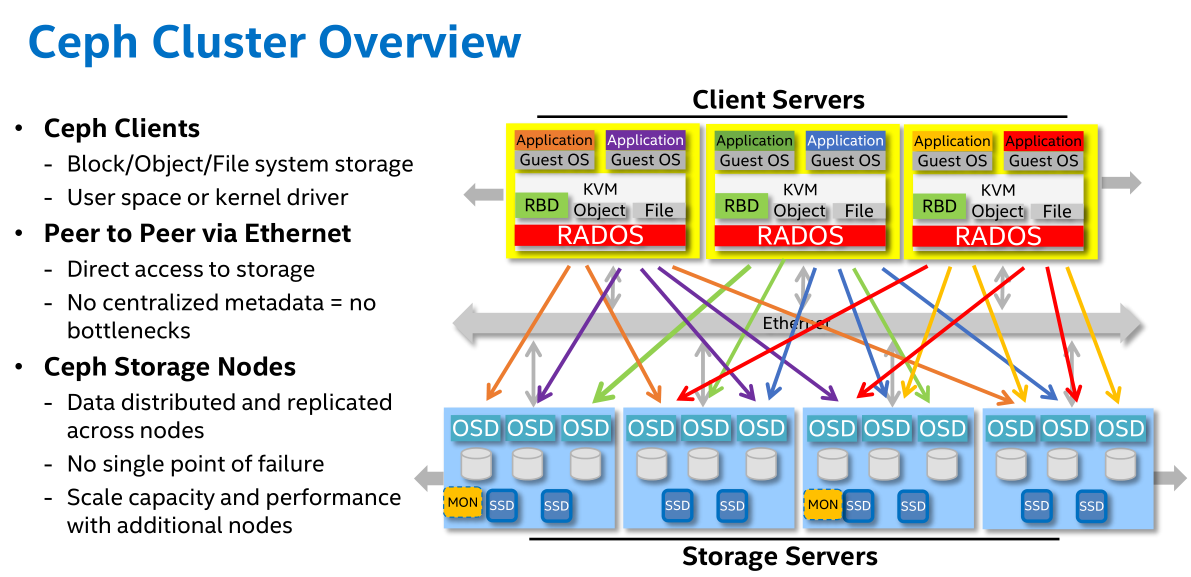 Ceph Cluster Overview
• Ceph Clients
- Block/Object/File system storage
- User space or kernel driver
• Peer to Peer via Ethernet
- Direct access to storage
- No centralized metadata = no
bottlenecks
• Ceph Storage Nodes
- Data distributed and replicated
across nodes
- No single point of failure
- Scale capacity and performance
with additional nodes
Client Servers
Application Application Application Application Application Application
Guest OS Guest OS Guest OS Guest OS Guest OS Guest OS
KVM KVM KVM
RBD Object File RBD Object File RBD Object File
RADOS RADOS RADOS
Ethernet
OSD OSD OSD OSD OSD OSD OSD OSD OSD OSD OSD OSD
MON SSD SSD SSD SSD MON SSD SSD SSD SSD
Storage Servers